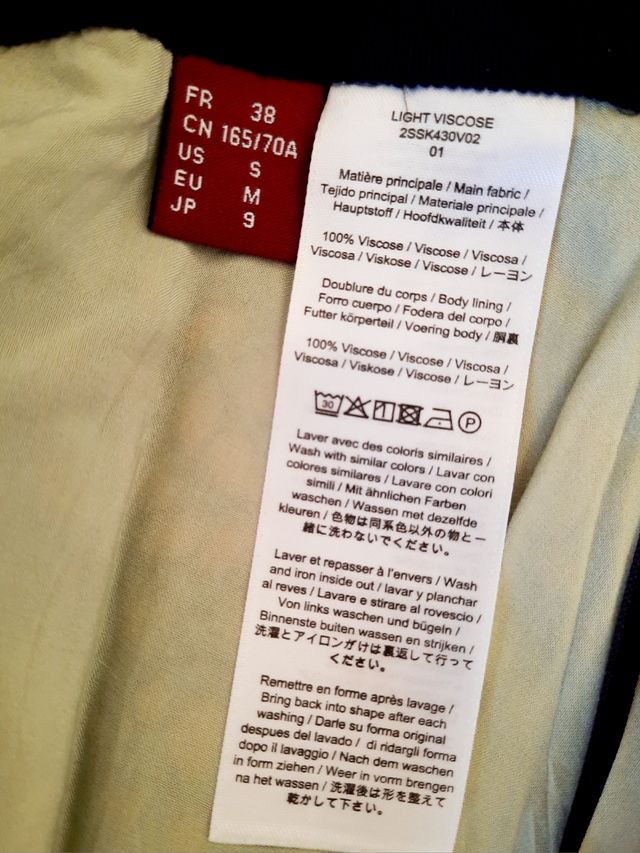 FR 38
CN 165/70A
US S
EU M
JP 9
LIGHT VISCOSE
2SSK430V02
01
Matière principale / Main fabric /
Tejido principal / Materiale principale /
Hauptstoff / Hoofdkwaliteit / 本体
100% Viscose / Viscose / Viscosa /
Viscosa / Viskose / Viscose / レーヨン
Doublure du corps / Body lining /
Forro cuerpo / Fodera del corpo /
Futter körperteil / Voering body / 胴裏
100% Viscose / Viscose / Viscosa /
Viscosa / Viskose / Viscose / レーヨン
30 P
Laver avec des coloris similaires /
Wash with similar colors / Lavar con
colores similares / Lavare con colori
simili / Mit ähnlichen Farben
waschen / Wassen met dezelfde
kleuren / 色物は同系色以外の物と一
緒に洗わないでください。
Laver et repasser à l'envers / Wash
and iron inside out / lavar y planchar
al reves / Lavare e stirare al rovescio /
Von links waschen und bügeln /
Binnenste buiten wassen en strijken /
洗濯とアイロンがけは裏返して行って
ください。
Remettre en forme après lavage /
Bring back into shape after each
washing / Darle su forma original
despues del lavado / di ridargli forma
dopo il lavaggio / Nach dem waschen
in form ziehen / Weer in vorm brengen
na het wassen / 洗濯後は形を整えて
乾かして下さい。